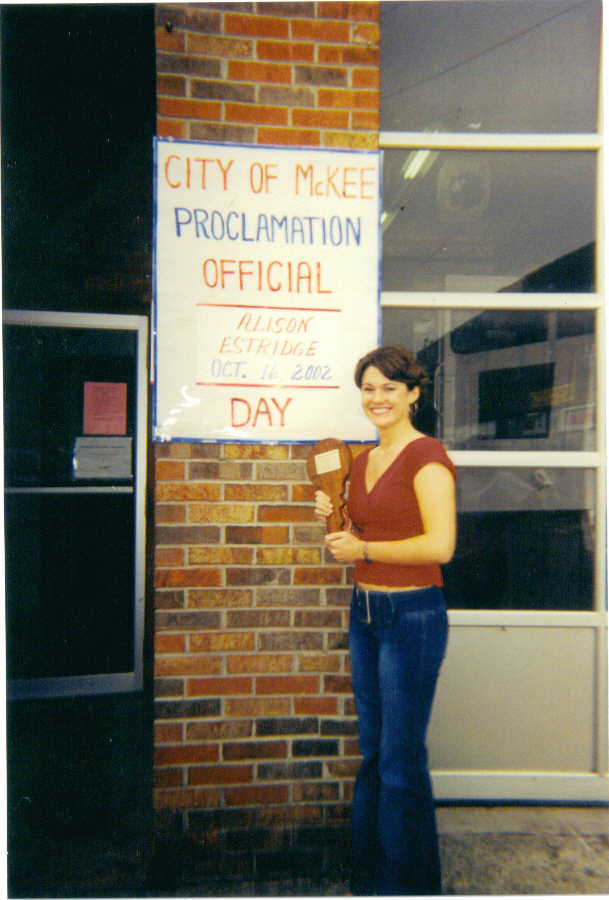 CITY OF McKEE
PROCLAMATION
OFFICIAL
ALISON
ESTRIDGE
OCT. 16, 2002
DAY